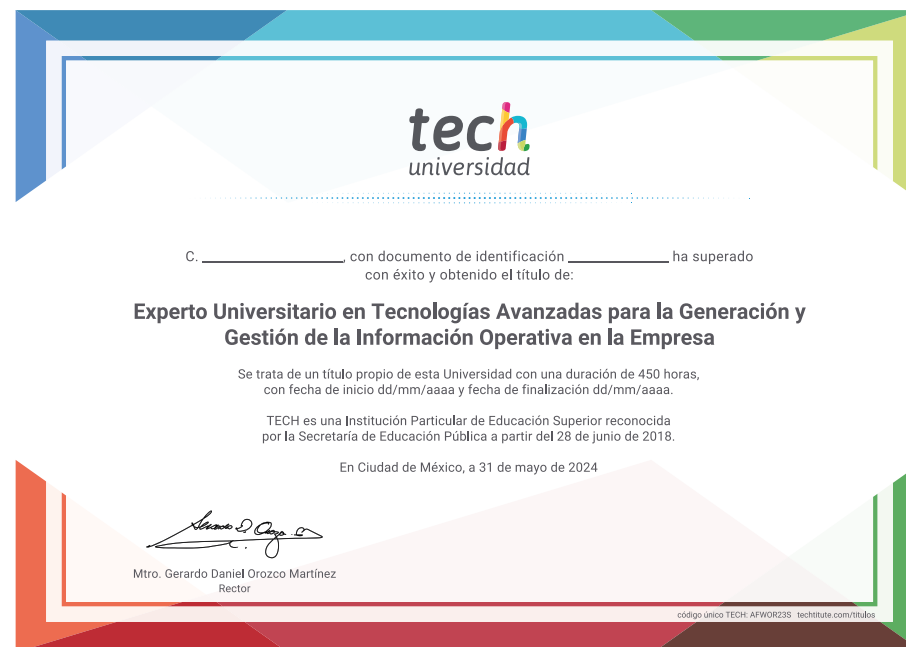 tech
universidad
C. ____________, con documento de identificación ____________ ha superado
con éxito y obtenido el título de:
Experto Universitario en Tecnologías Avanzadas para la Generación y
Gestión de la Información Operativa en la Empresa
Se trata de un título propio de esta Universidad con una duración de 450 horas,
con fecha de inicio dd/mm/aaaa y fecha de finalización dd/mm/aaaa.
TECH es una Institución Particular de Educación Superior reconocida
por la Secretaría de Educación Pública a partir del 28 de junio de 2018.
En Ciudad de México, a 31 de mayo de 2024
Mtro. Gerardo Daniel Orozco Martínez
Rector
código único TECH: AFWOR23S techtitute.com/titulos